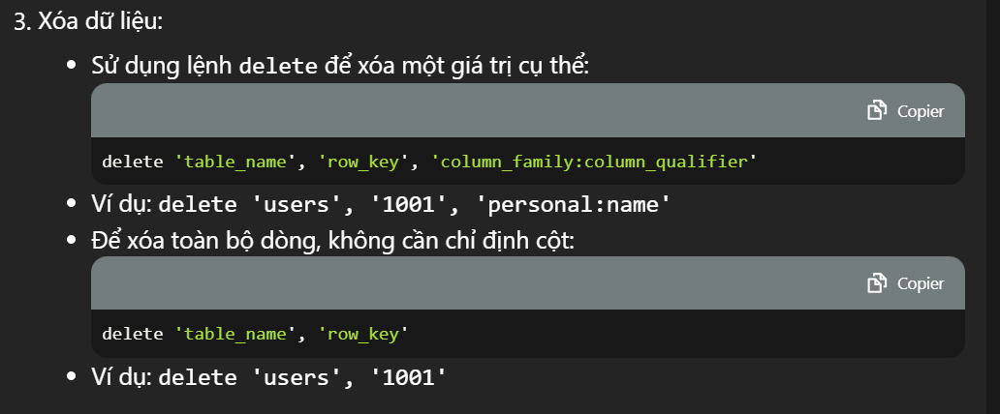 3. Xóa dữ liệu:
• Sử dụng lệnh delete để xóa một giá trị cụ thể:
Copier
delete 'table_name', 'row_key', 'column_family:column_qualifier'
• Ví dụ: delete 'users', '1001', 'personal:name'
• Để xóa toàn bộ dòng, không cần chỉ định cột:
Copier
delete 'table_name', 'row_key'
• Ví dụ: delete 'users', '1001'